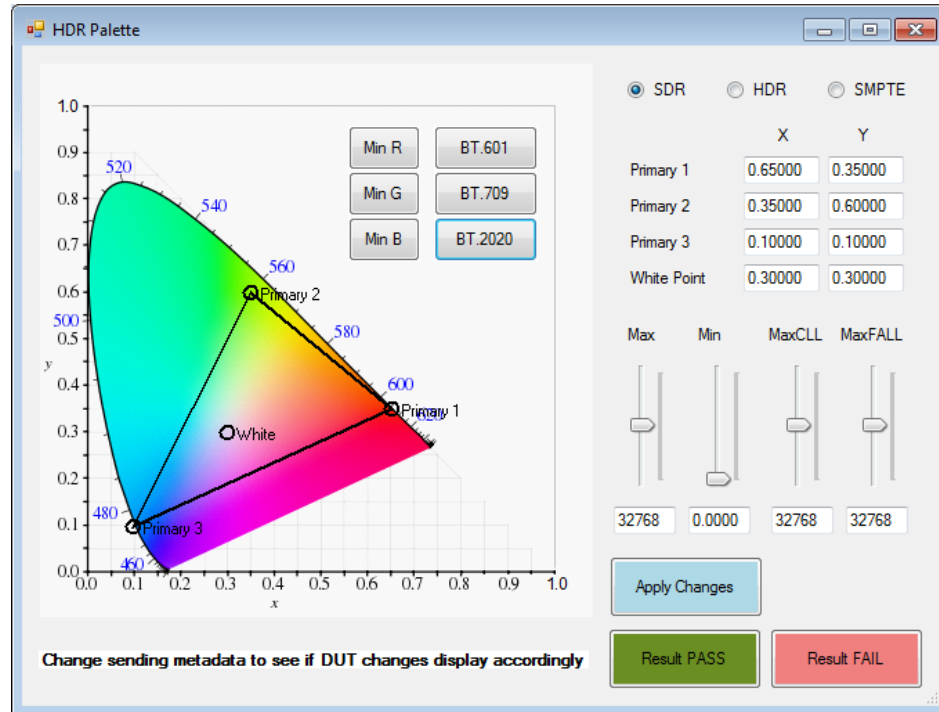 HDR Palette
SDR HDR SMPTE
X Y
Primary 1 0.65000 0.35000
Primary 2 0.35000 0.60000
Primary 3 0.10000 0.10000
White Point 0.30000 0.30000
Max Min MaxCLL MaxFALL
32768 0.0000 32768 32768
Apply Changes
Result PASS Result FAIL
Min R BT.601
Min G BT.709
Min B BT.2020
1.0
0.9
0.8
0.7
0.6
0.5
0.4
0.3
0.2
0.1
0.0
y
0.0 0.1 0.2 0.3 0.4 0.5 0.6 0.7 0.8 0.9 1.0
x
520
540
560
500
580
600
620
480
460
Primary 2
Primary 1
White
Primary 3
Change sending metadata to see if DUT changes display accordingly